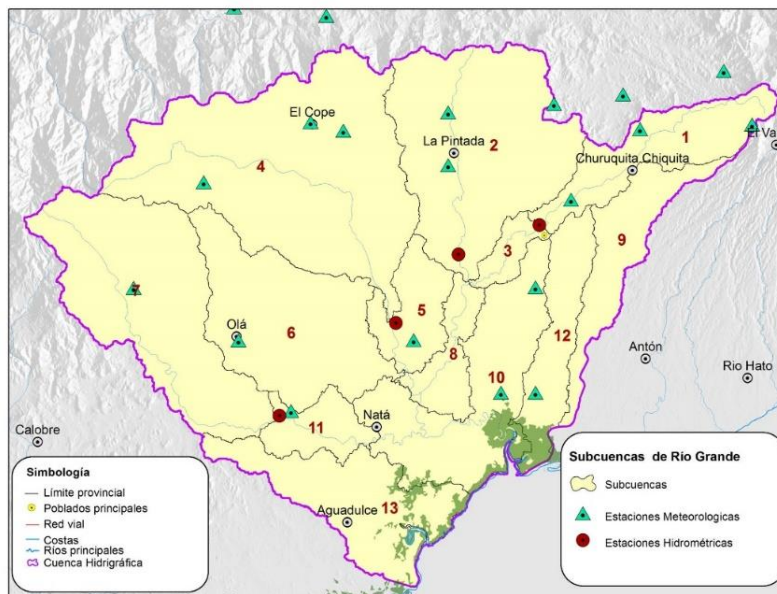 El Cope
La Pintada
2
1
El Va
Churuquita Chiquita
4
3
9
7
5
Olá
6
8
12
Antón
Rio Hato
10
Natá
11
Calobre
13
Aguadulce
Simbología
Límite provincial
Poblados principales
Red vial
Costas
Ríos principales
Cuenca Hidrigráfica
Subcuencas de Rio Grande
Subcuencas
Estaciones Meteorologicas
Estaciones Hidrométricas